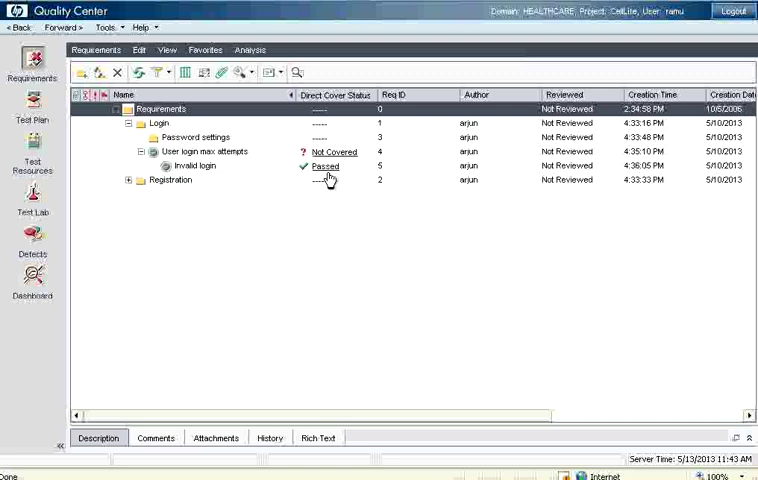 hp Quality Center
Domain: HEALTHCARE, Project: CellLite, User: ramu
Logout
< Back Forward > Tools Help
Requirements Edit View Favorites Analysis
Requirements
Test Plan
Test Resources
Test Lab
Defects
Dashboard
Name Direct Cover Status Req ID Author Reviewed Creation Time Creation Dat
Requirements ----- 0 Not Reviewed 2:34:58 PM 10/5/2006
Login ----- 1 arjun Not Reviewed 4:33:16 PM 5/10/2013
Password settings ----- 3 arjun Not Reviewed 4:33:48 PM 5/10/2013
User login max attempts ? Not Covered 4 arjun Not Reviewed 4:35:10 PM 5/10/2013
Invalid login Passed 5 arjun Not Reviewed 4:36:05 PM 5/10/2013
Registration ----- 2 arjun Not Reviewed 4:33:33 PM 5/10/2013
Description Comments Attachments History Rich Text
Server Time: 5/13/2013 11:43 AM
Done Internet 100%